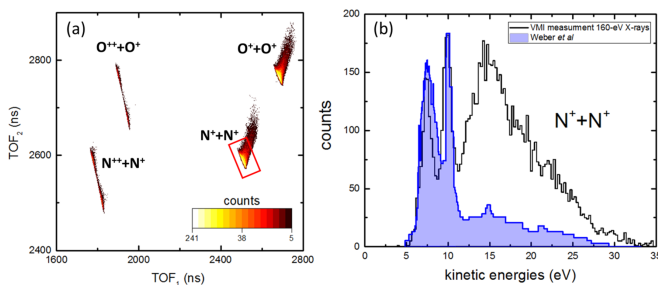 (a)
O⁺⁺+O⁺
O⁺+O⁺
N⁺+N⁺
N⁺⁺+N⁺
counts
241 38 5
2800
2600
2400
TOF₂ (ns)
1600 2000 2400 2800
(ns)
(b)
VMI measurment 160-eV X-rays
Weber et al
N⁺+N⁺
200
150
100
50
0
counts
0 5 10 15 20 25 30 35
kinetic energies (eV)